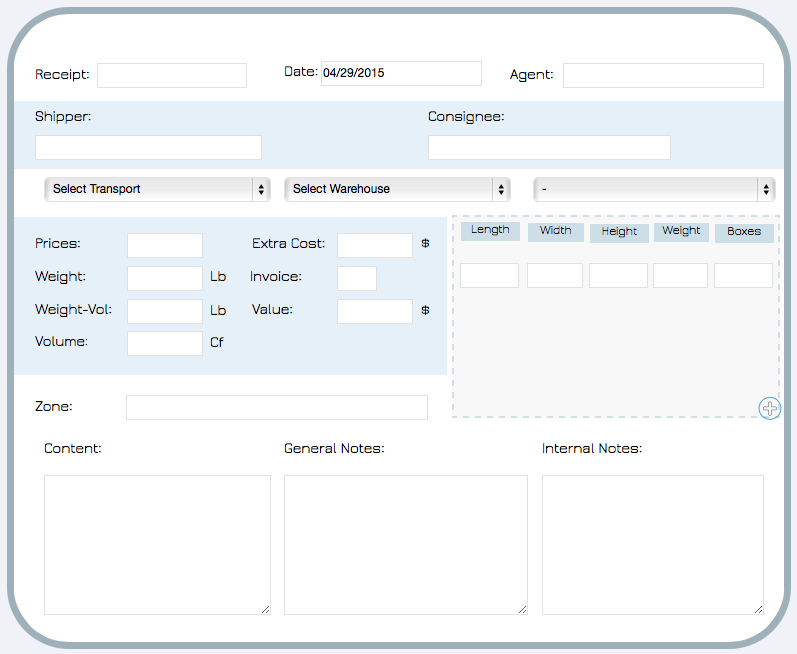 Receipt: Date: 04/29/2015 Agent:
Shipper: Consignee:
Select Transport Select Warehouse -
Length Width Height Weight Boxes
Prices: Extra Cost: $
Weight: Lb Invoice:
Weight-Vol: Lb Value: $
Volume: Cf
Zone:
Content: General Notes: Internal Notes: